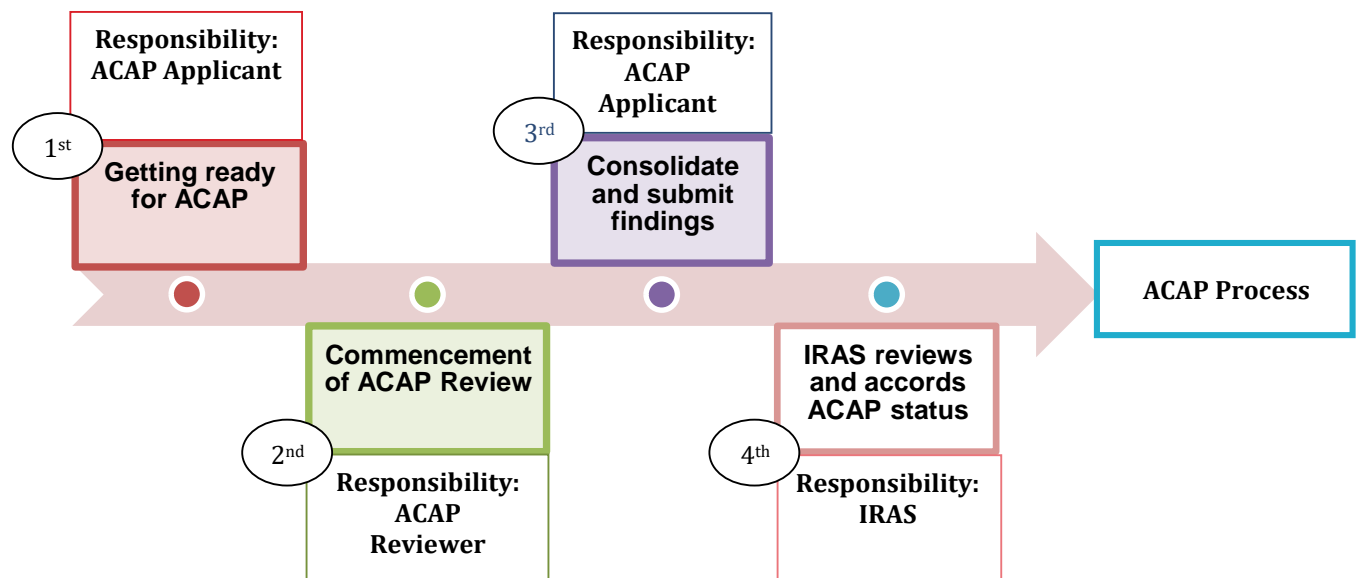 Responsibility:
ACAP Applicant
1st
Getting ready
for ACAP
Commencement
of ACAP Review
2nd
Responsibility:
ACAP
Reviewer
Responsibility:
ACAP
Applicant
3rd
Consolidate
and submit
findings
IRAS reviews
and accords
ACAP status
4th
Responsibility:
IRAS
ACAP Process